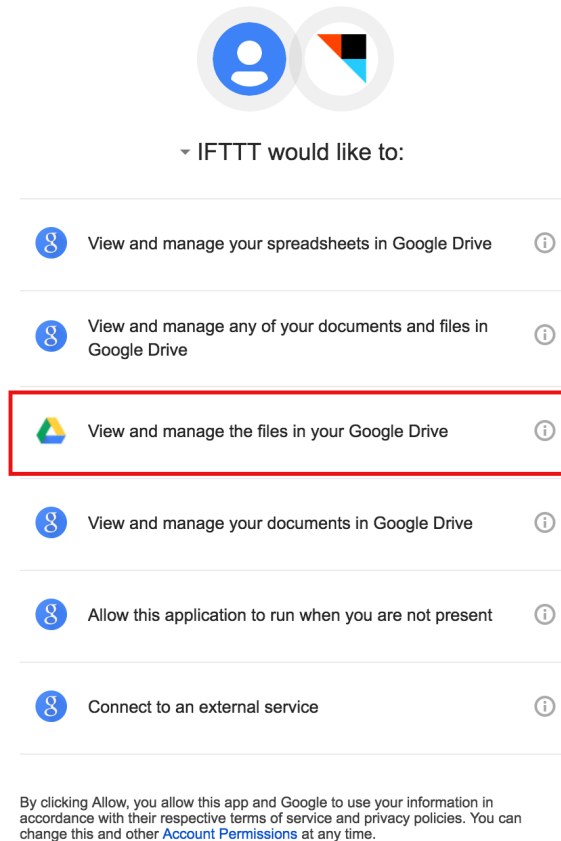 IFTTT would like to:
View and manage your spreadsheets in Google Drive
View and manage any of your documents and files in
Google Drive
View and manage the files in your Google Drive
View and manage your documents in Google Drive
Allow this application to run when you are not present
Connect to an external service
By clicking Allow, you allow this app and Google to use your information in
accordance with their respective terms of service and privacy policies. You can
change this and other Account Permissions at any time.